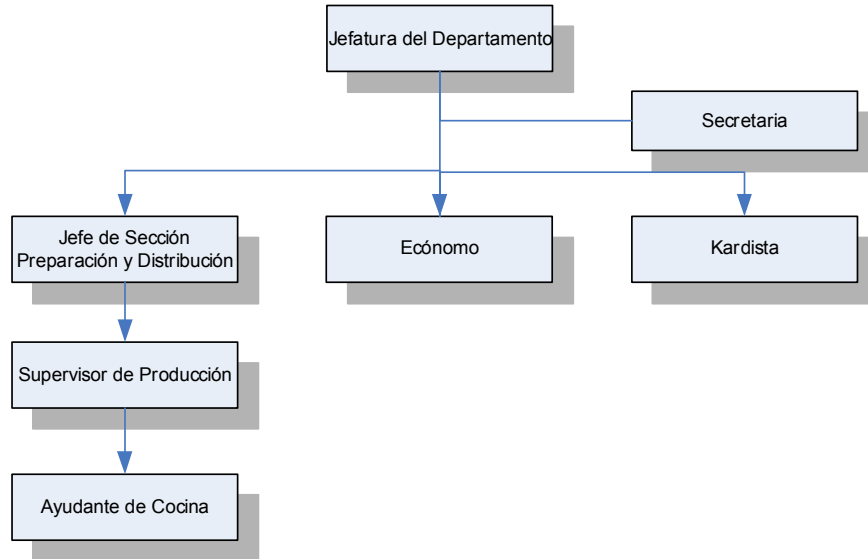 Jefatura del Departamento
Secretaria
Jefe de Sección
Preparación y Distribución
Ecónomo
Kardista
Supervisor de Producción
Ayudante de Cocina